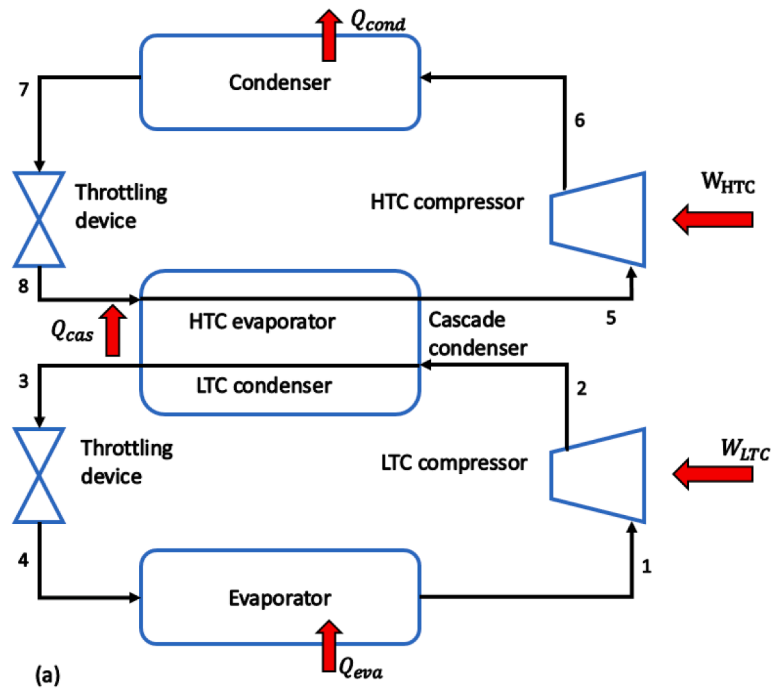 Q_cond
7
Condenser
6
Throttling
device
HTC compressor
W_HTC
8
5
Q_cas
HTC evaporator
Cascade
condenser
3
LTC condenser
2
Throttling
device
LTC compressor
W_LTC
4
1
Evaporator
Q_eva
(a)